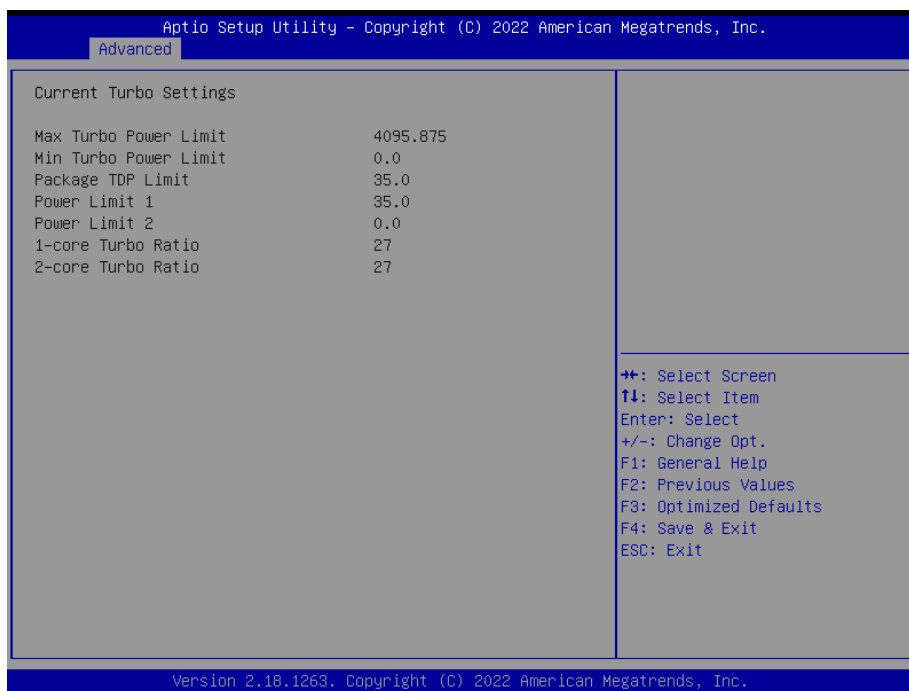 Aptio Setup Utility – Copyright (C) 2022 American Megatrends, Inc.
Advanced
Current Turbo Settings
Max Turbo Power Limit 4095.875
Min Turbo Power Limit 0.0
Package TDP Limit 35.0
Power Limit 1 35.0
Power Limit 2 0.0
1-core Turbo Ratio 27
2-core Turbo Ratio 27
→←: Select Screen
↑↓: Select Item
Enter: Select
+/-: Change Opt.
F1: General Help
F2: Previous Values
F3: Optimized Defaults
F4: Save & Exit
ESC: Exit
Version 2.18.1263. Copyright (C) 2022 American Megatrends, Inc.